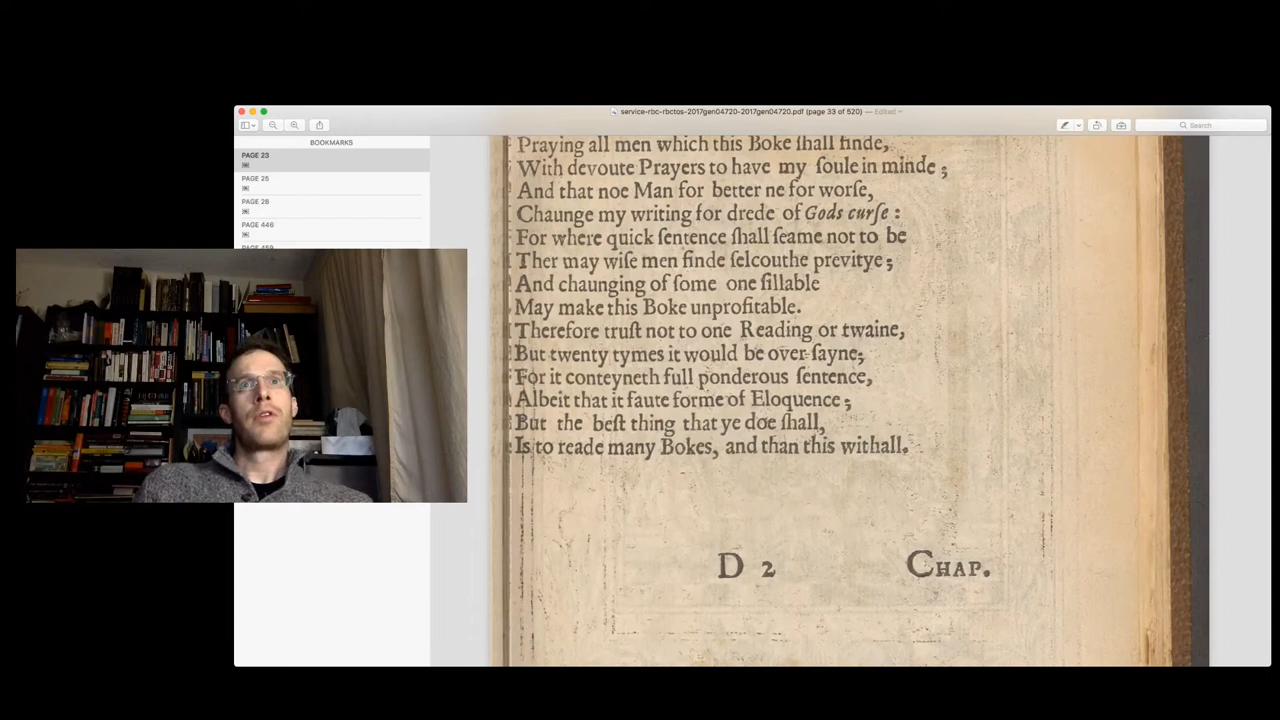 service-rbc-rbctos-2017gen04720-2017gen04720.pdf (page 33 of 520) — Edited
Search
BOOKMARKS
PAGE 23
PAGE 25
PAGE 28
PAGE 446
PAGE 459
Praying all men which this Boke ſhall finde,
With devoute Prayers to have my ſoule in minde ;
And that noe Man for better ne for worſe,
Chaunge my writing for drede of Gods curſe :
For where quick ſentence ſhall ſeame not to be
Ther may wiſe men finde ſelcouthe previtye ;
And chaunging of ſome one ſillable
May make this Boke unprofitable.
Therefore truſt not to one Reading or twaine,
But twenty tymes it would be over ſayne;
For it conteyneth full ponderous ſentence,
Albeit that it faute forme of Eloquence ;
But the beſt thing that ye doe ſhall,
Is to reade many Bokes, and than this withall.
D 2 CHAP.